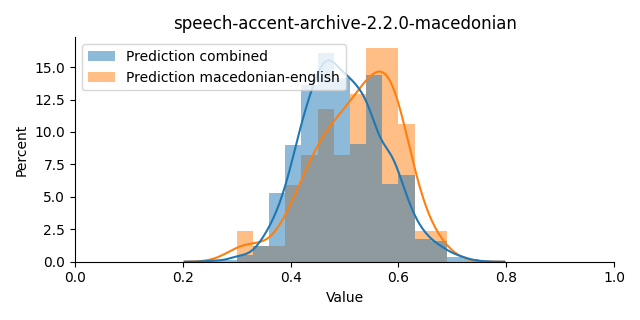 speech-accent-archive-2.2.0-macedonian
Prediction combined
Prediction macedonian-english
Percent
15.0
12.5
10.0
7.5
5.0
2.5
0.0
0.0 0.2 0.4 0.6 0.8 1.0
Value